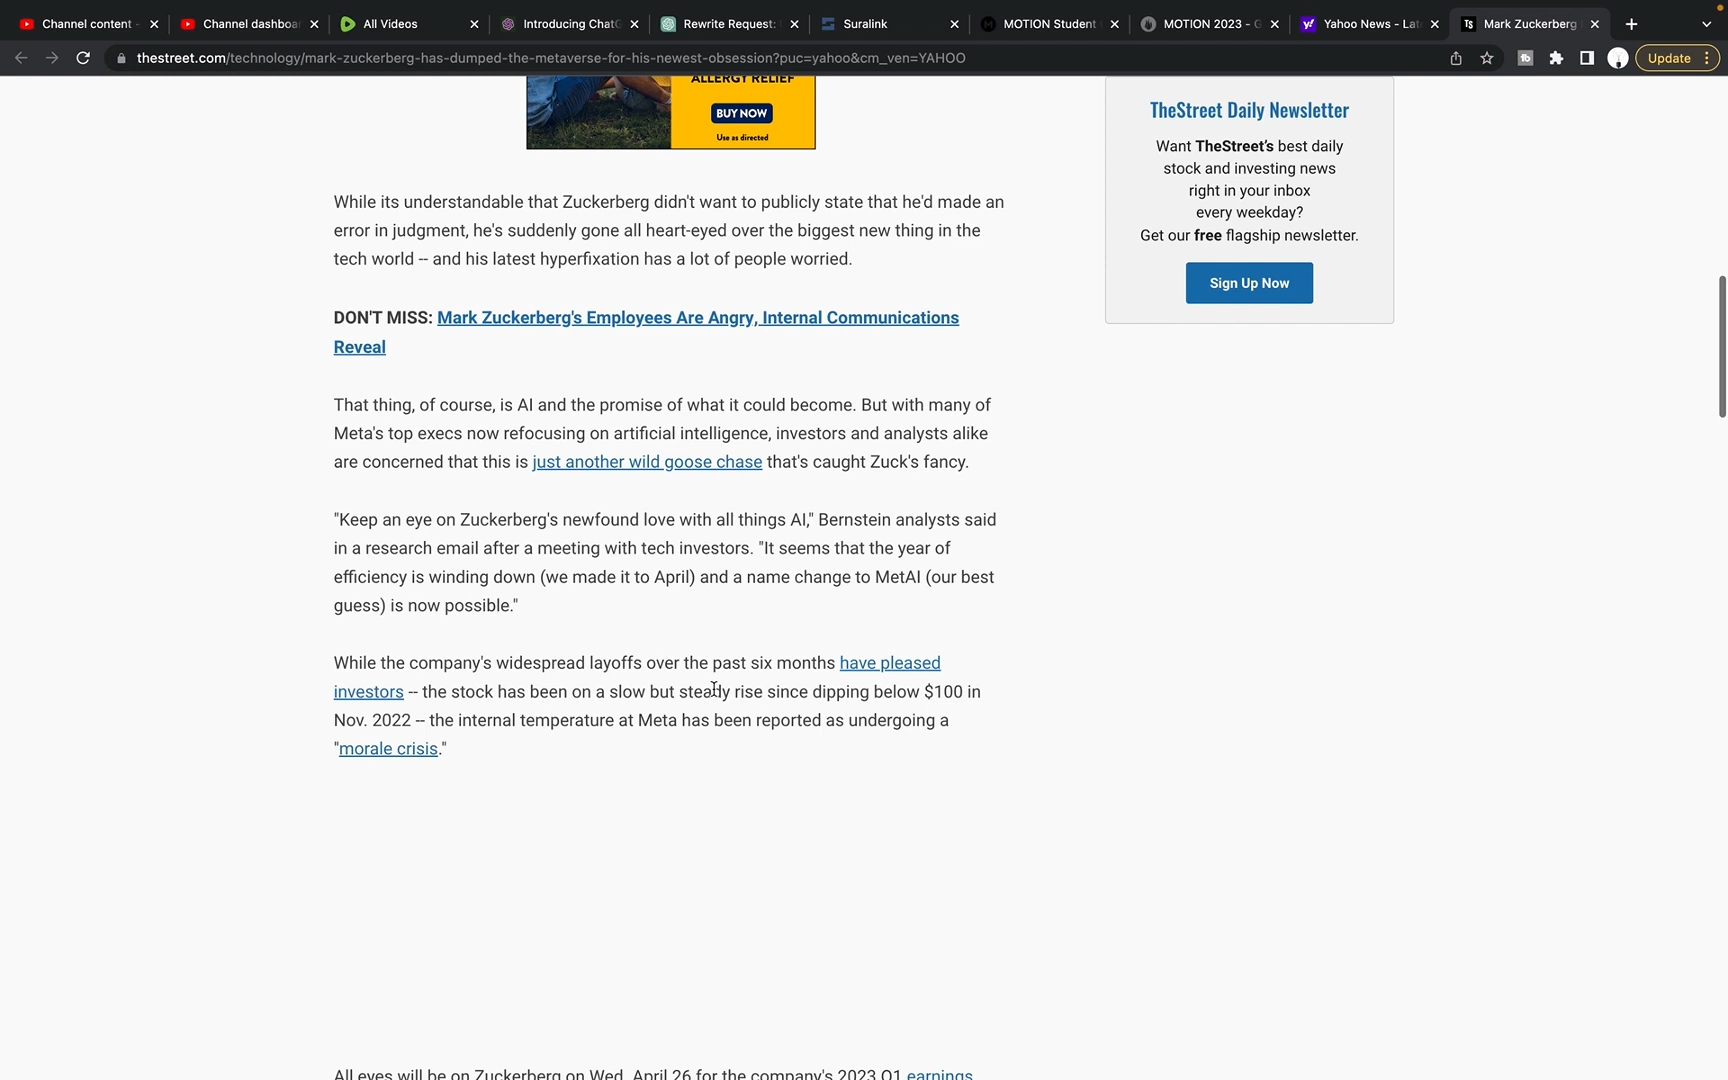 Channel content -
Channel dashboa
All Videos
Introducing ChatG
Rewrite Request:
Suralink
MOTION Student
MOTION 2023 - G
Yahoo News - Lat
Mark Zuckerberg
thestreet.com/technology/mark-zuckerberg-has-dumped-the-metaverse-for-his-newest-obsession?puc=yahoo&cm_ven=YAHOO
Update
ALLERGY RELIEF
BUY NOW
Use as directed
While its understandable that Zuckerberg didn't want to publicly state that he'd made an
error in judgment, he's suddenly gone all heart-eyed over the biggest new thing in the
tech world -- and his latest hyperfixation has a lot of people worried.
DON'T MISS: Mark Zuckerberg's Employees Are Angry, Internal Communications
Reveal
That thing, of course, is AI and the promise of what it could become. But with many of
Meta's top execs now refocusing on artificial intelligence, investors and analysts alike
are concerned that this is just another wild goose chase that's caught Zuck's fancy.
"Keep an eye on Zuckerberg's newfound love with all things AI," Bernstein analysts said
in a research email after a meeting with tech investors. "It seems that the year of
efficiency is winding down (we made it to April) and a name change to MetAI (our best
guess) is now possible."
While the company's widespread layoffs over the past six months have pleased
investors -- the stock has been on a slow but steady rise since dipping below $100 in
Nov. 2022 -- the internal temperature at Meta has been reported as undergoing a
"morale crisis."
All eyes will be on Zuckerberg on Wed. April 26 for the company's 2023 Q1 earnings
TheStreet Daily Newsletter
Want TheStreet's best daily
stock and investing news
right in your inbox
every weekday?
Get our free flagship newsletter.
Sign Up Now